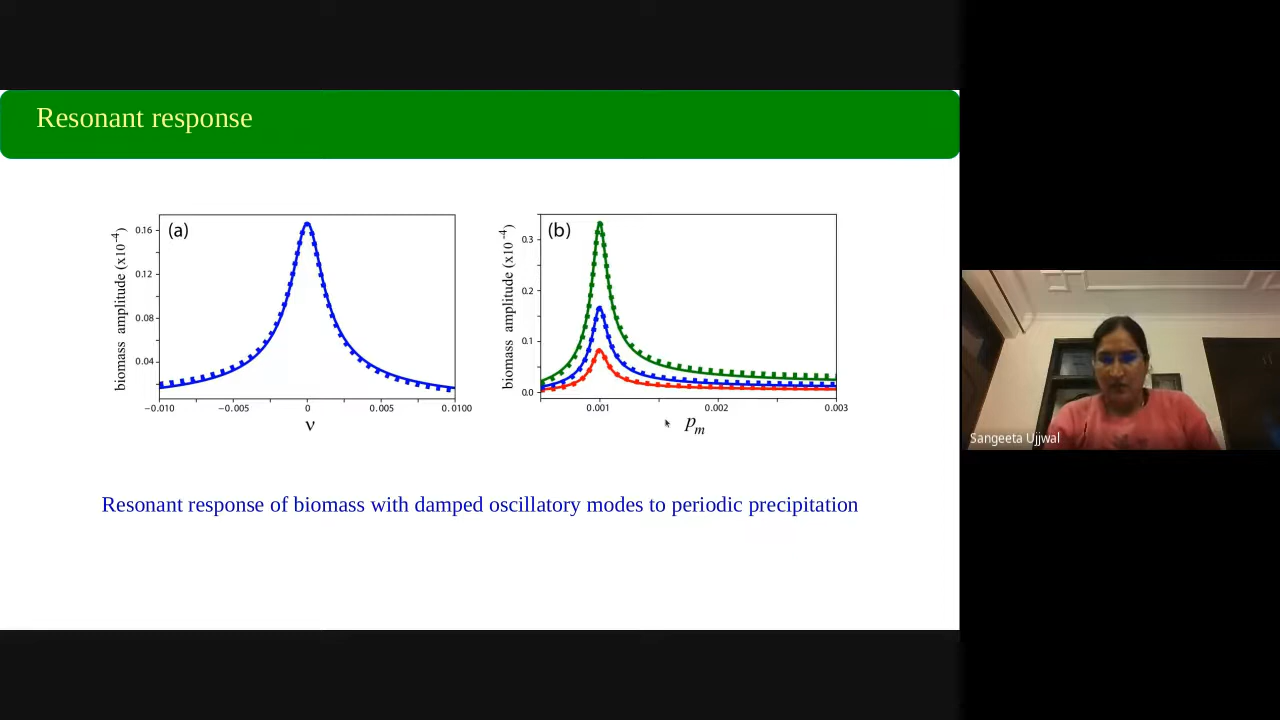 Resonant response
(a)
biomass amplitude (x10^-4)
0.16
0.12
0.08
0.04
−0.010 −0.005 0 0.005 0.0100
ν
(b)
biomass amplitude (x10^-4)
0.3
0.2
0.1
0.0
0.001 0.002 0.003
p_m
Resonant response of biomass with damped oscillatory modes to periodic precipitation
Sangeeta Ujjwal